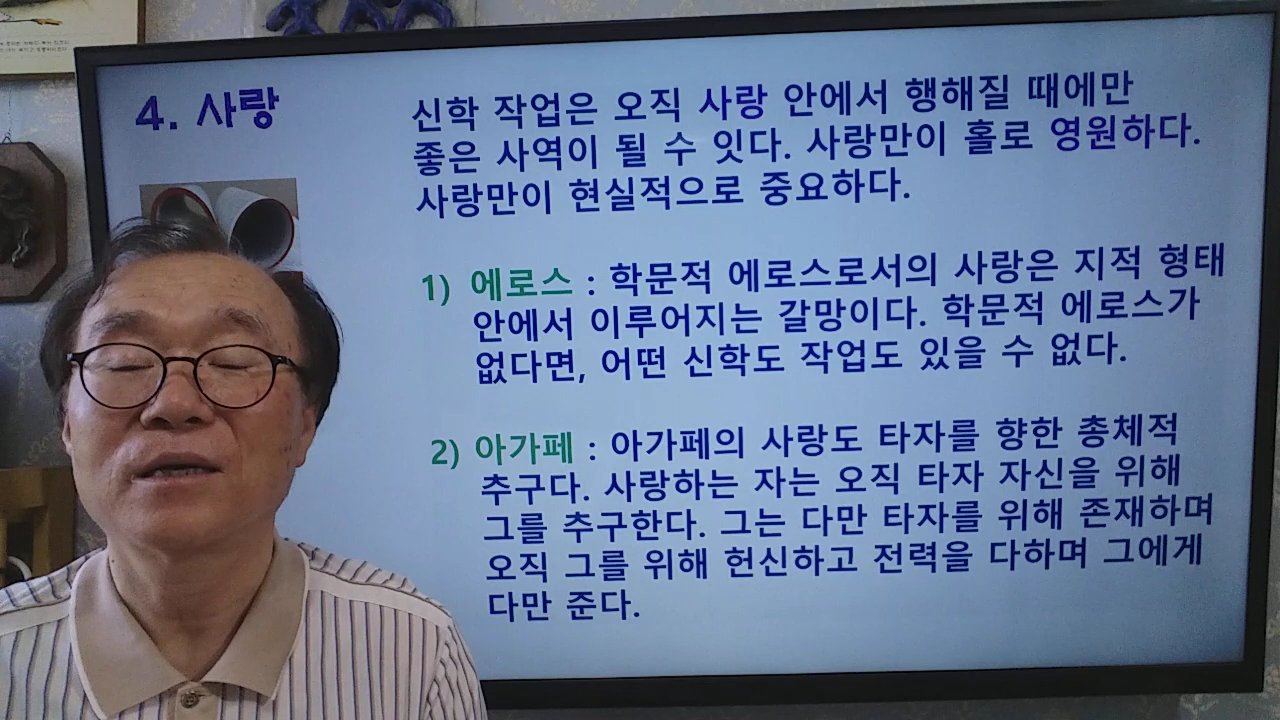 4. 사랑
신학 작업은 오직 사랑 안에서 행해질 때에만
좋은 사역이 될 수 잇다. 사랑만이 홀로 영원하다.
사랑만이 현실적으로 중요하다.
1) 에로스 : 학문적 에로스로서의 사랑은 지적 형태
안에서 이루어지는 갈망이다. 학문적 에로스가
없다면, 어떤 신학도 작업도 있을 수 없다.
2) 아가페 : 아가페의 사랑도 타자를 향한 총체적
추구다. 사랑하는 자는 오직 타자 자신을 위해
그를 추구한다. 그는 다만 타자를 위해 존재하며
오직 그를 위해 헌신하고 전력을 다하며 그에게
다만 준다.